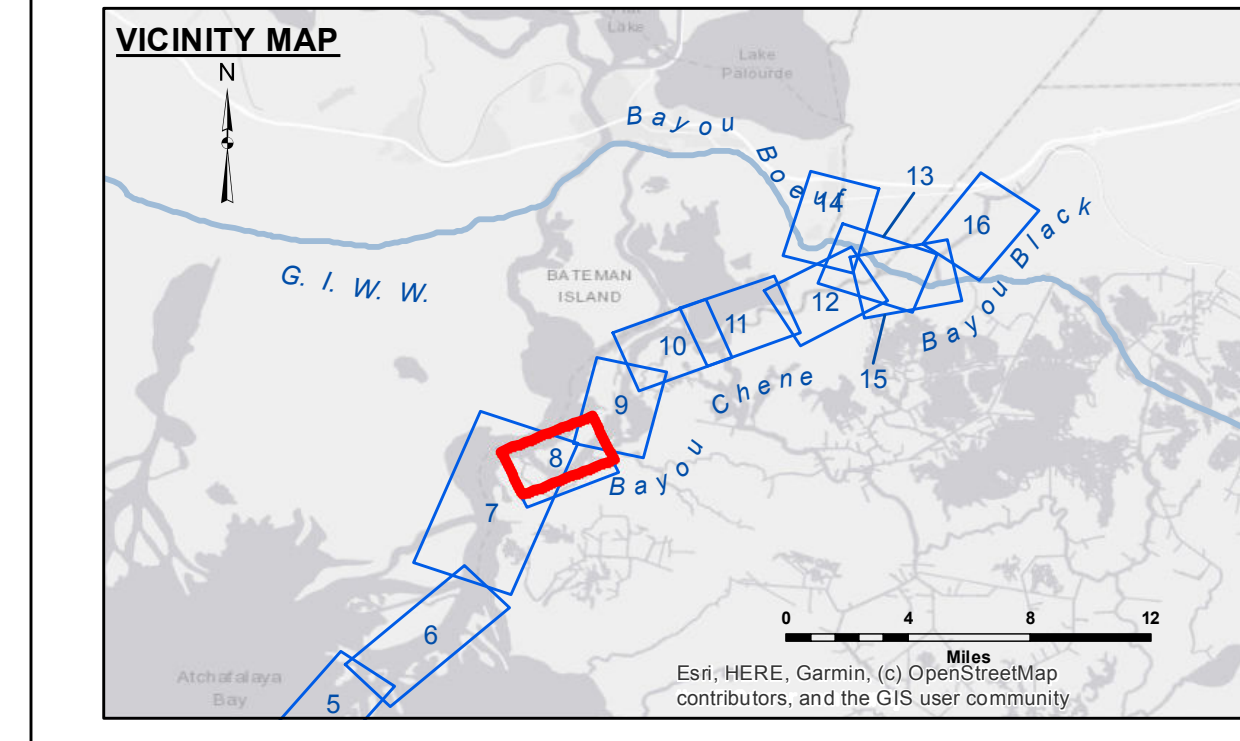 VICINITY MAP
N
Lake
Lake
Palourde
Bayou
Boeuf
13
14
16
Bayou Black
G. I. W. W.
BATEMAN
ISLAND
12
11
10
15
Chene
9
8
Bayou
7
6
5
Atchafalaya
Bay
0 4 8 12
Miles
Esri, HERE, Garmin, (c) OpenStreetMap
contributors, and the GIS user community